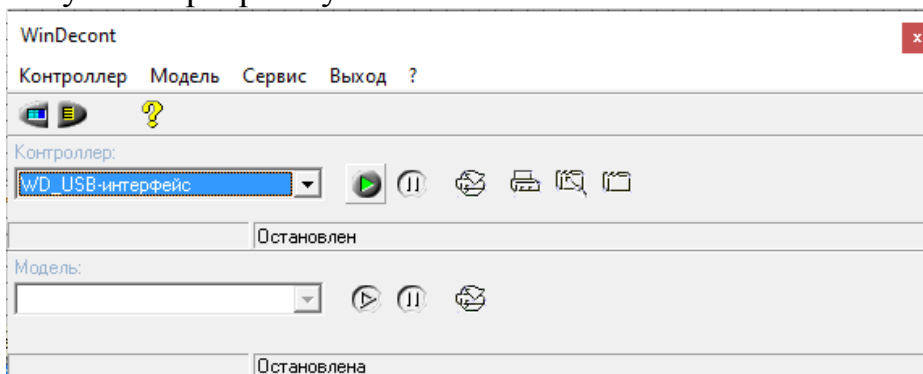 WinDecont
x
Контроллер Модель Сервис Выход ?
Контроллер:
WD_USB-интерфейс
Остановлен
Модель:
Остановлена